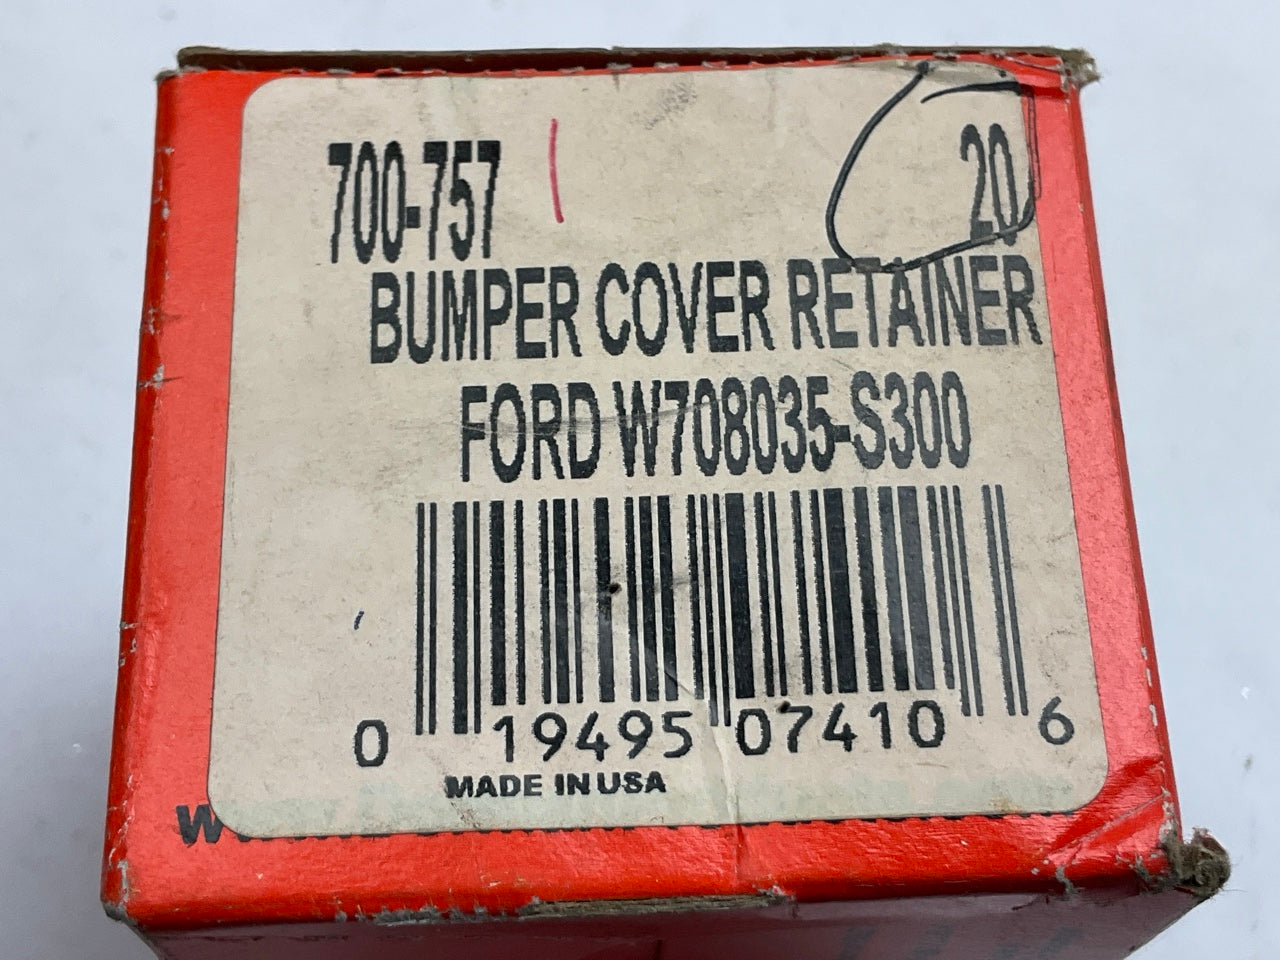 700-757 20
BUMPER COVER RETAINER
FORD W708035-S300
0 19495 07410 6
MADE IN USA